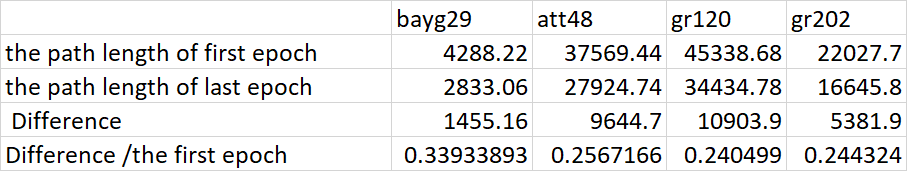 bayg29 att48 gr120 gr202
the path length of first epoch 4288.22 37569.44 45338.68 22027.7
the path length of last epoch 2833.06 27924.74 34434.78 16645.8
Difference 1455.16 9644.7 10903.9 5381.9
Difference /the first epoch 0.33933893 0.2567166 0.240499 0.244324